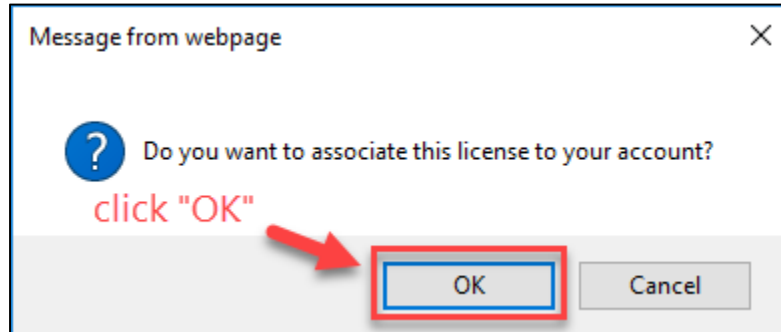 Message from webpage
Do you want to associate this license to your account?
click "OK"
OK
Cancel